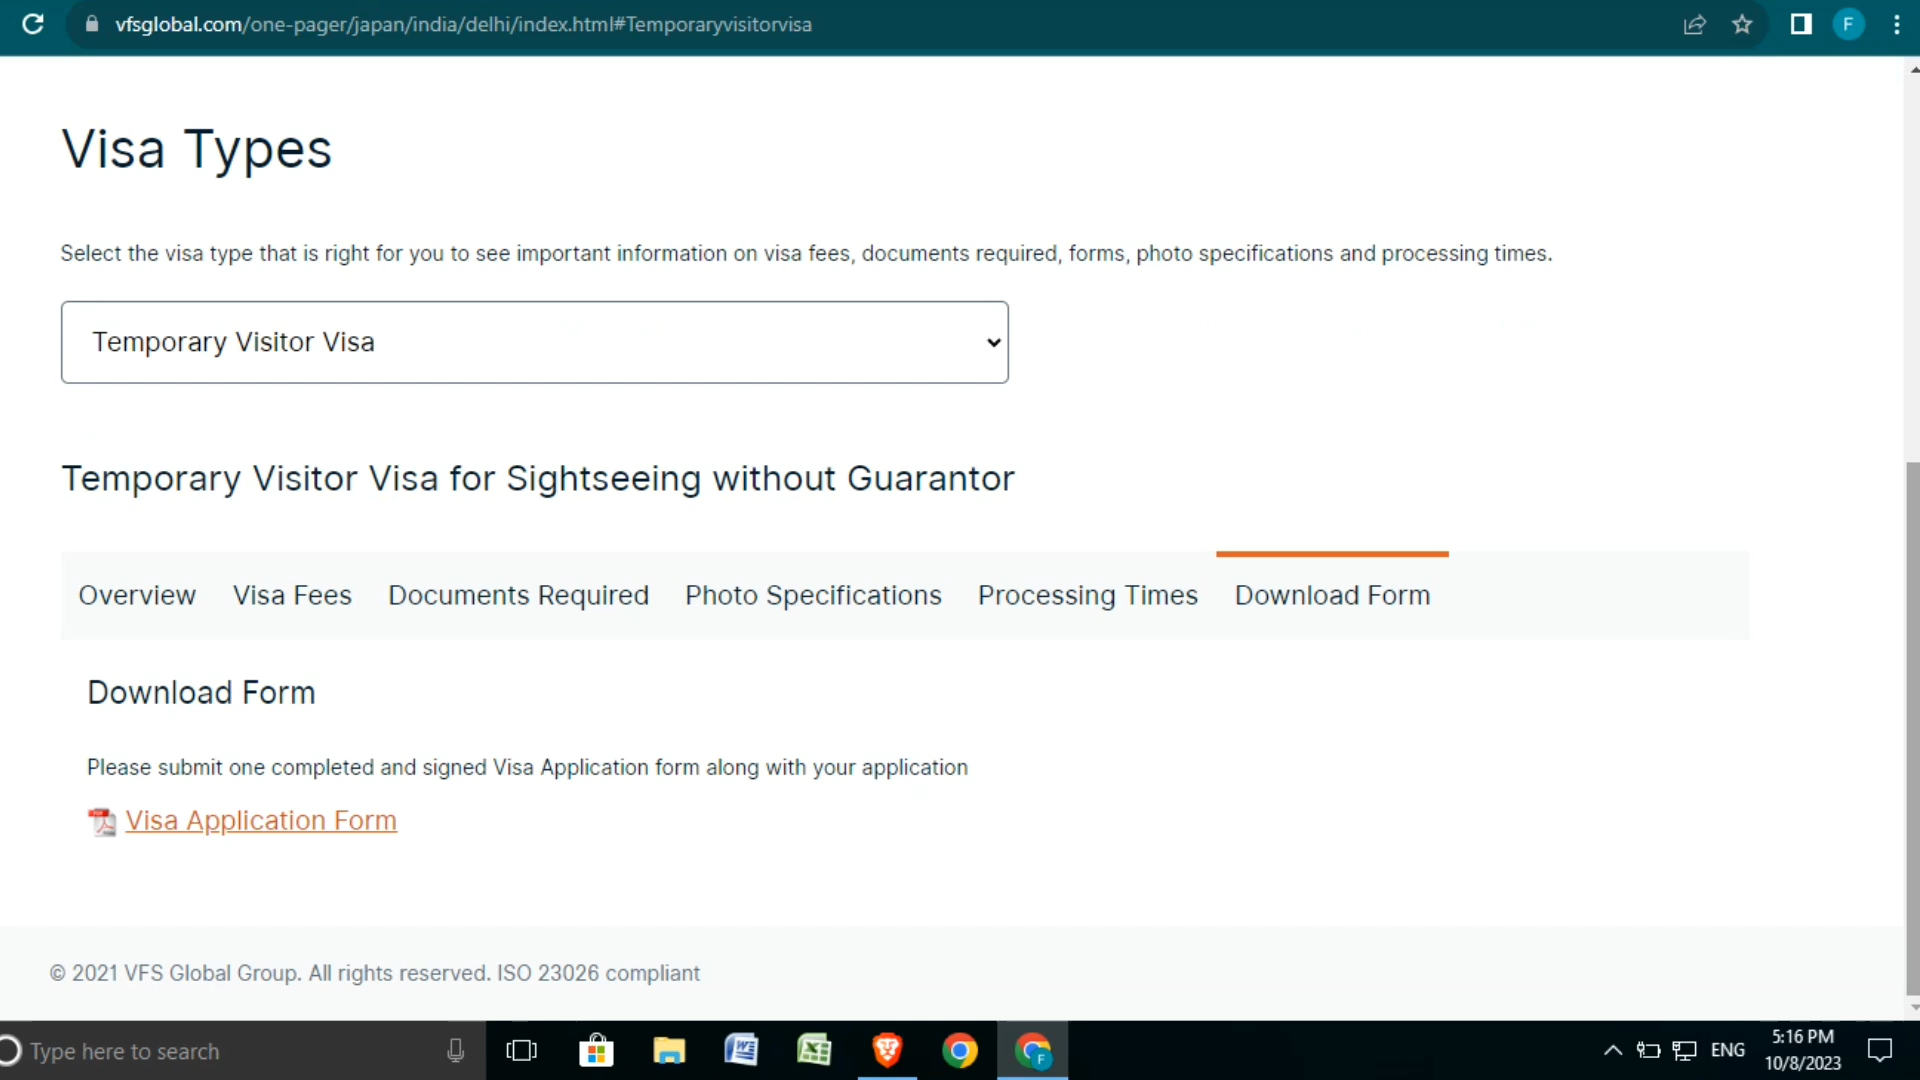 vfsglobal.com/one-pager/japan/india/delhi/index.html#Temporaryvisitorvisa
F
Visa Types
Select the visa type that is right for you to see important information on visa fees, documents required, forms, photo specifications and processing times.
Temporary Visitor Visa
Temporary Visitor Visa for Sightseeing without Guarantor
Overview Visa Fees Documents Required Photo Specifications Processing Times Download Form
Download Form
Please submit one completed and signed Visa Application form along with your application
Visa Application Form
© 2021 VFS Global Group. All rights reserved. ISO 23026 compliant
Type here to search
F
ENG
5:16 PM
10/8/2023